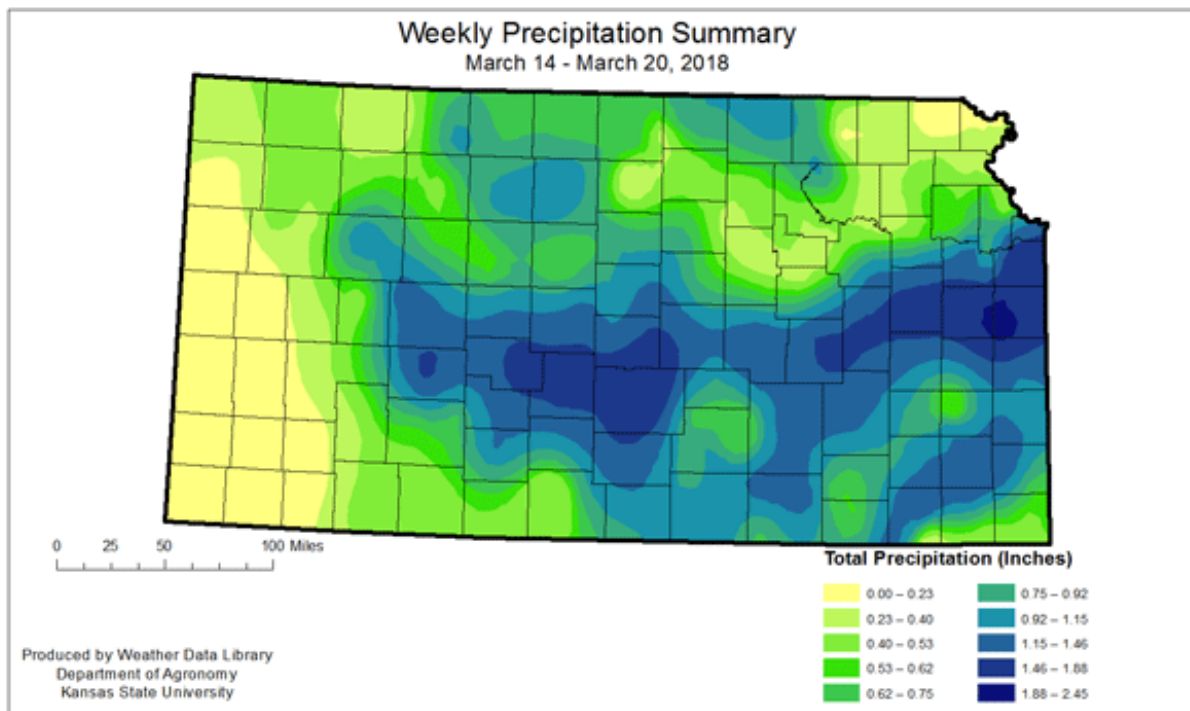 Weekly Precipitation Summary
March 14 - March 20, 2018
0 25 50 100 Miles
Total Precipitation (Inches)
0.00 – 0.23
0.23 – 0.40
0.40 – 0.53
0.53 – 0.62
0.62 – 0.75
0.75 – 0.92
0.92 – 1.15
1.15 – 1.46
1.46 – 1.88
1.88 – 2.45
Produced by Weather Data Library
Department of Agronomy
Kansas State University